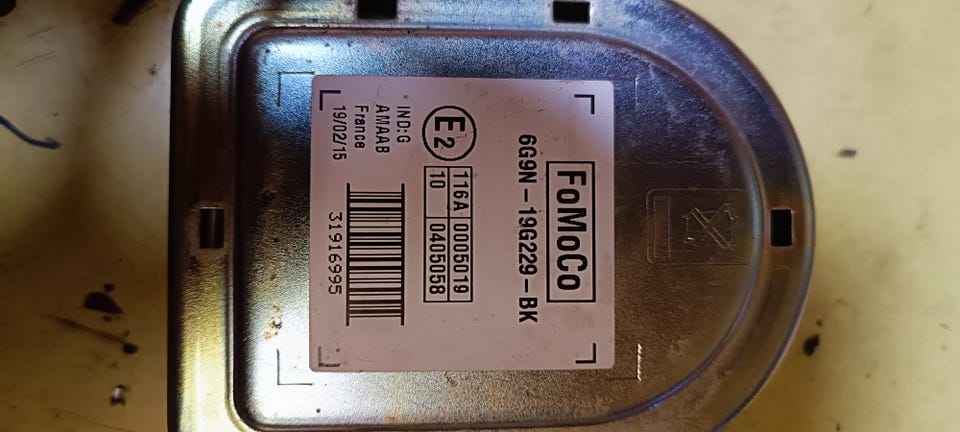 FoMoCo
6G9N-19G229-BK
E2
116A 0005019
10 0405058
IND:G
AMAAB
France
19/02/15
31916995